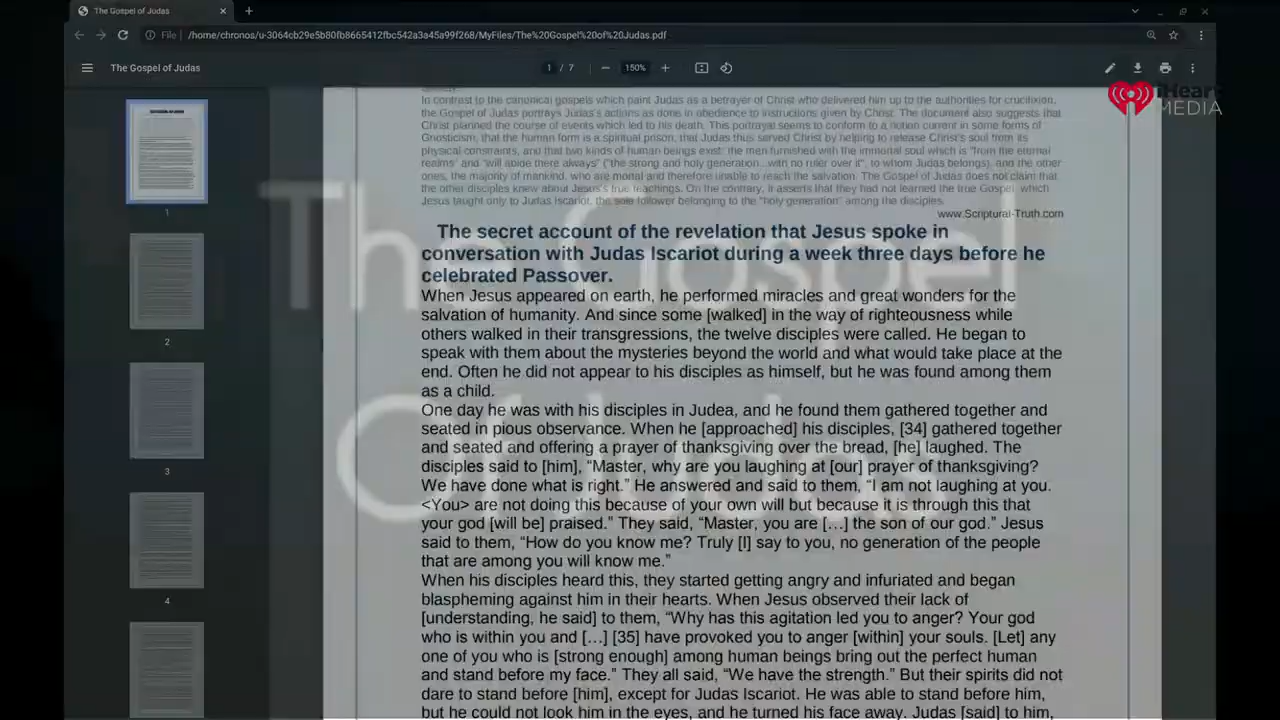 The Gospel of Judas
File
/home/chronos/u-3064cb29e5b80fb8665412fbc542a3a45a99f268/MyFiles/The%20Gospel%20of%20Judas.pdf
The Gospel of Judas
1 / 7
150%
iHeart
MEDIA
In contrast to the canonical gospels which paint Judas as a betrayer of Christ who delivered him up to the authorities for crucifixion,
the Gospel of Judas portrays Judas's actions as done in obedience to instructions given by Christ. The document also suggests that
Christ planned the course of events which led to his death. This portrayal seems to conform to a notion current in some forms of
Gnosticism, that the human form is a spiritual prison, that Judas thus served Christ by helping to release Christ's soul from its
physical constraints, and that two kinds of human beings exist: the men furnished with the immortal soul which is "from the eternal
realms" and "will abide there always" ("the strong and holy generation...with no ruler over it", to whom Judas belongs), and the other
ones, the majority of mankind, who are mortal and therefore unable to reach the salvation. The Gospel of Judas does not claim that
the other disciples knew about Jesus's true teachings. On the contrary, it asserts that they had not learned the true Gospel, which
Jesus taught only to Judas Iscariot, the sole follower belonging to the "holy generation" among the disciples.
www.Scriptural-Truth.com
The secret account of the revelation that Jesus spoke in
conversation with Judas Iscariot during a week three days before he
celebrated Passover.
When Jesus appeared on earth, he performed miracles and great wonders for the
salvation of humanity. And since some [walked] in the way of righteousness while
others walked in their transgressions, the twelve disciples were called. He began to
speak with them about the mysteries beyond the world and what would take place at the
end. Often he did not appear to his disciples as himself, but he was found among them
as a child.
One day he was with his disciples in Judea, and he found them gathered together and
seated in pious observance. When he [approached] his disciples, [34] gathered together
and seated and offering a prayer of thanksgiving over the bread, [he] laughed. The
disciples said to [him], “Master, why are you laughing at [our] prayer of thanksgiving?
We have done what is right.” He answered and said to them, “I am not laughing at you.
<You> are not doing this because of your own will but because it is through this that
your god [will be] praised.” They said, “Master, you are […] the son of our god.” Jesus
said to them, “How do you know me? Truly [I] say to you, no generation of the people
that are among you will know me.”
When his disciples heard this, they started getting angry and infuriated and began
blaspheming against him in their hearts. When Jesus observed their lack of
[understanding, he said] to them, “Why has this agitation led you to anger? Your god
who is within you and […] [35] have provoked you to anger [within] your souls. [Let] any
one of you who is [strong enough] among human beings bring out the perfect human
and stand before my face.” They all said, “We have the strength.” But their spirits did not
dare to stand before [him], except for Judas Iscariot. He was able to stand before him,
but he could not look him in the eyes, and he turned his face away. Judas [said] to him,
The Gospel
Of Judas
1
2
3
4